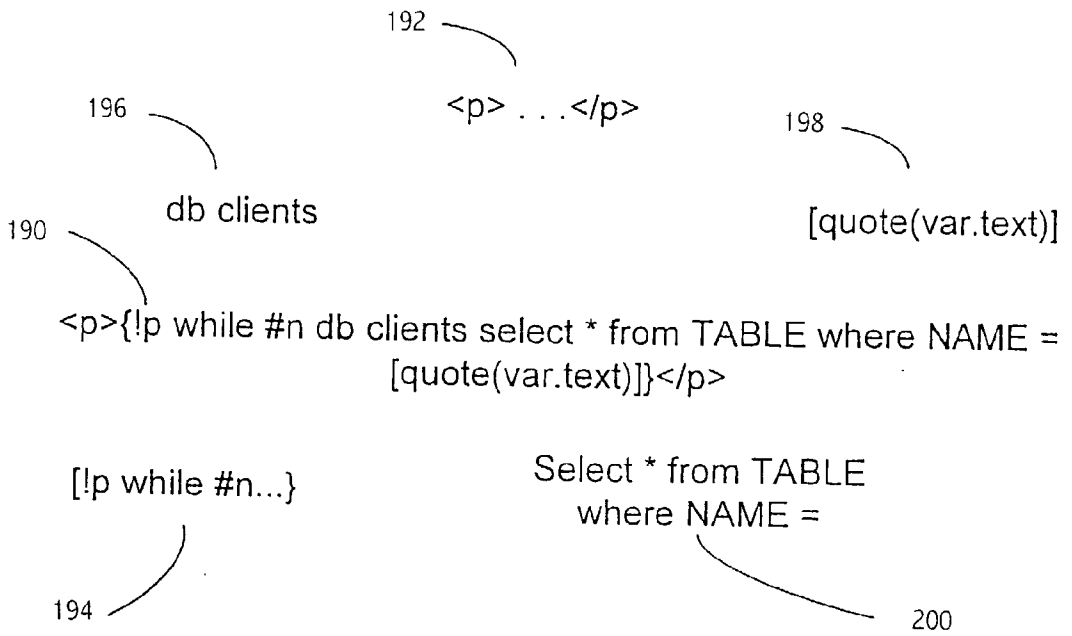 192
<p> . . .</p>
196
198
db clients
[quote(var.text)]
190
<p>{!p while #n db clients select * from TABLE where NAME =
[quote(var.text)]}</p>
[!p while #n...}
Select * from TABLE
where NAME =
194
200